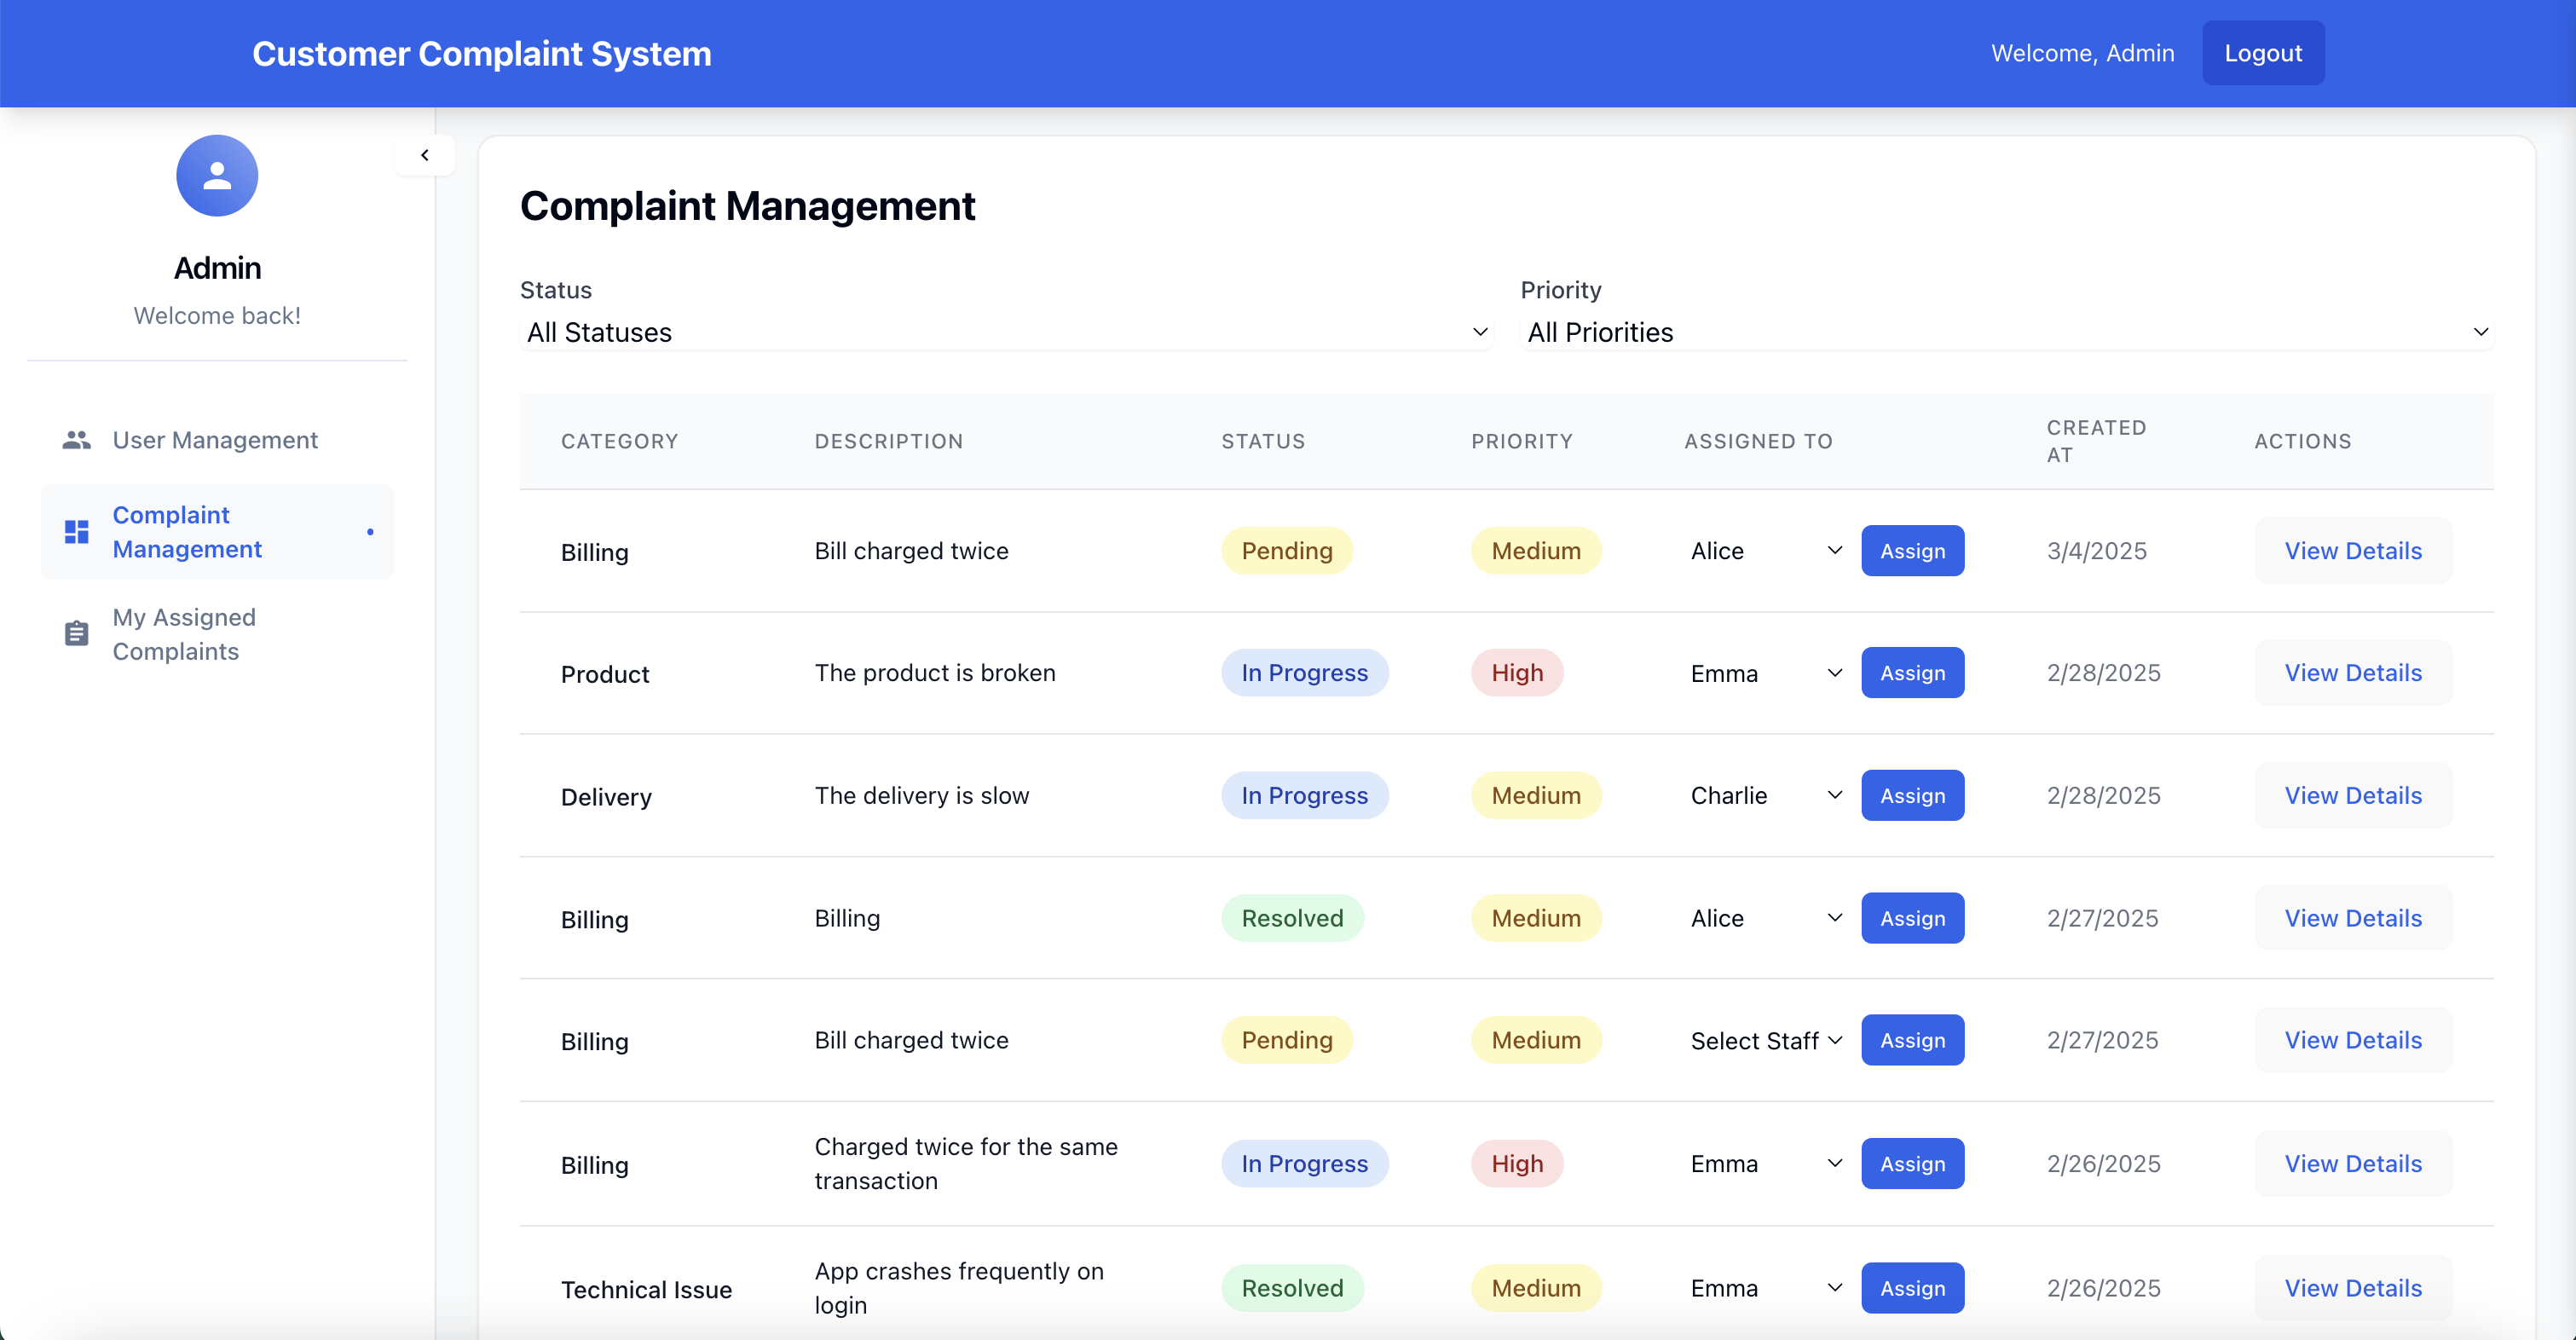 Customer Complaint System
Welcome, Admin
Logout
Admin
Welcome back!
User Management
Complaint
Management
My Assigned
Complaints
Complaint Management
Status
Priority
All Statuses
All Priorities
CATEGORY DESCRIPTION STATUS PRIORITY ASSIGNED TO CREATED AT ACTIONS
Billing Bill charged twice Pending Medium Alice Assign 3/4/2025 View Details
Product The product is broken In Progress High Emma Assign 2/28/2025 View Details
Delivery The delivery is slow In Progress Medium Charlie Assign 2/28/2025 View Details
Billing Billing Resolved Medium Alice Assign 2/27/2025 View Details
Billing Bill charged twice Pending Medium Select Staff Assign 2/27/2025 View Details
Billing Charged twice for the same transaction In Progress High Emma Assign 2/26/2025 View Details
Technical Issue App crashes frequently on login Resolved Medium Emma Assign 2/26/2025 View Details